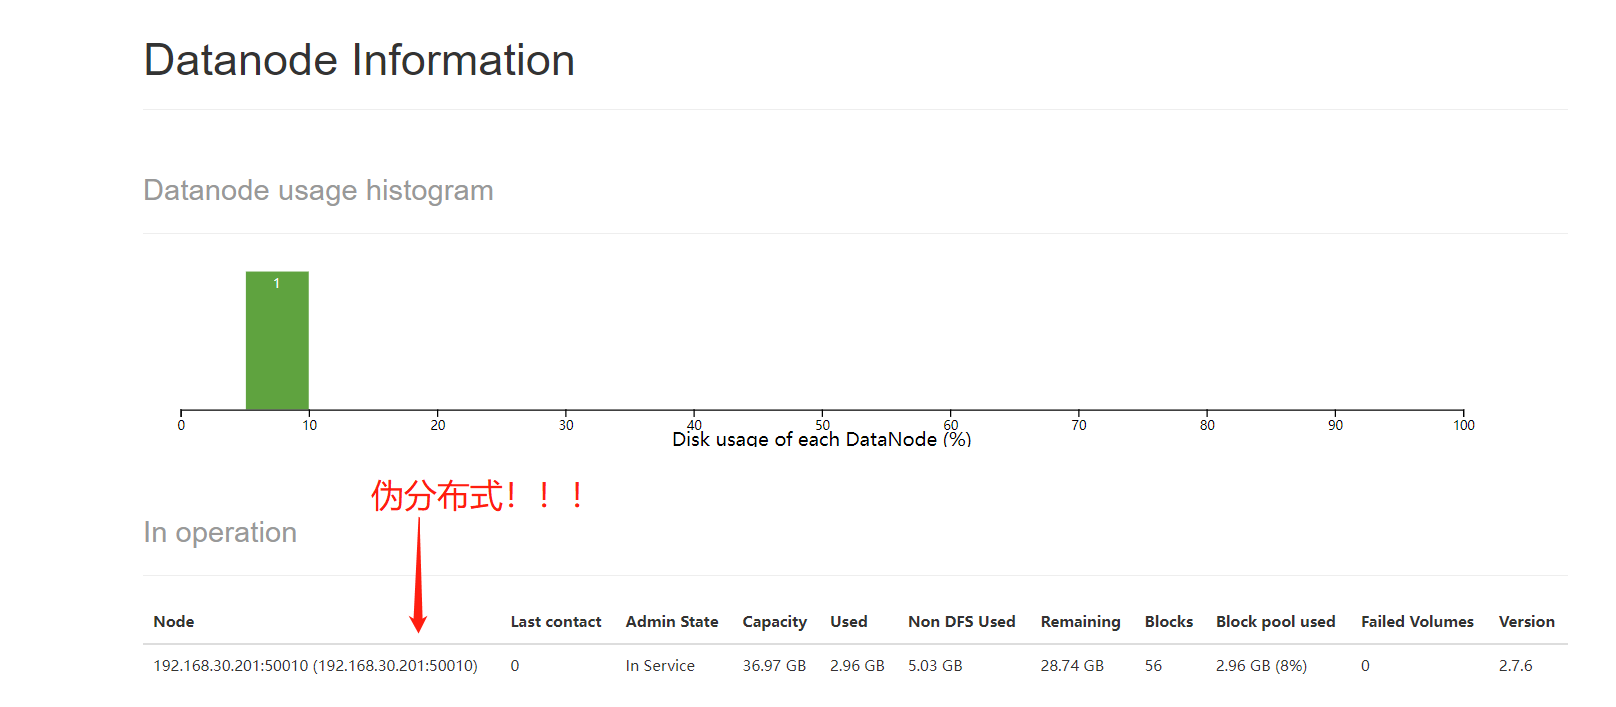 Datanode Information
Datanode usage histogram
1
0 10 20 30 40 50 60 70 80 90 100
Disk usage of each DataNode (%)
伪分布式！！！
In operation
Node Last contact Admin State Capacity Used Non DFS Used Remaining Blocks Block pool used Failed Volumes Version
192.168.30.201:50010 (192.168.30.201:50010) 0 In Service 36.97 GB 2.96 GB 5.03 GB 28.74 GB 56 2.96 GB (8%) 0 2.7.6